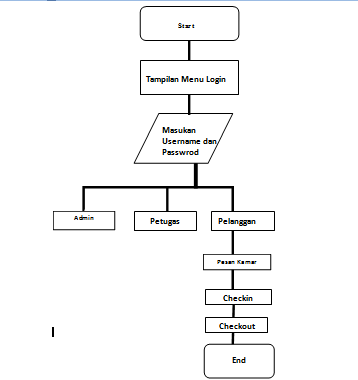 Start
Tampilan Menu Login
Masukan
Username dan
Passwrod
Admin
Petugas
Pelanggan
Pesan Kamar
Checkin
Checkout
End